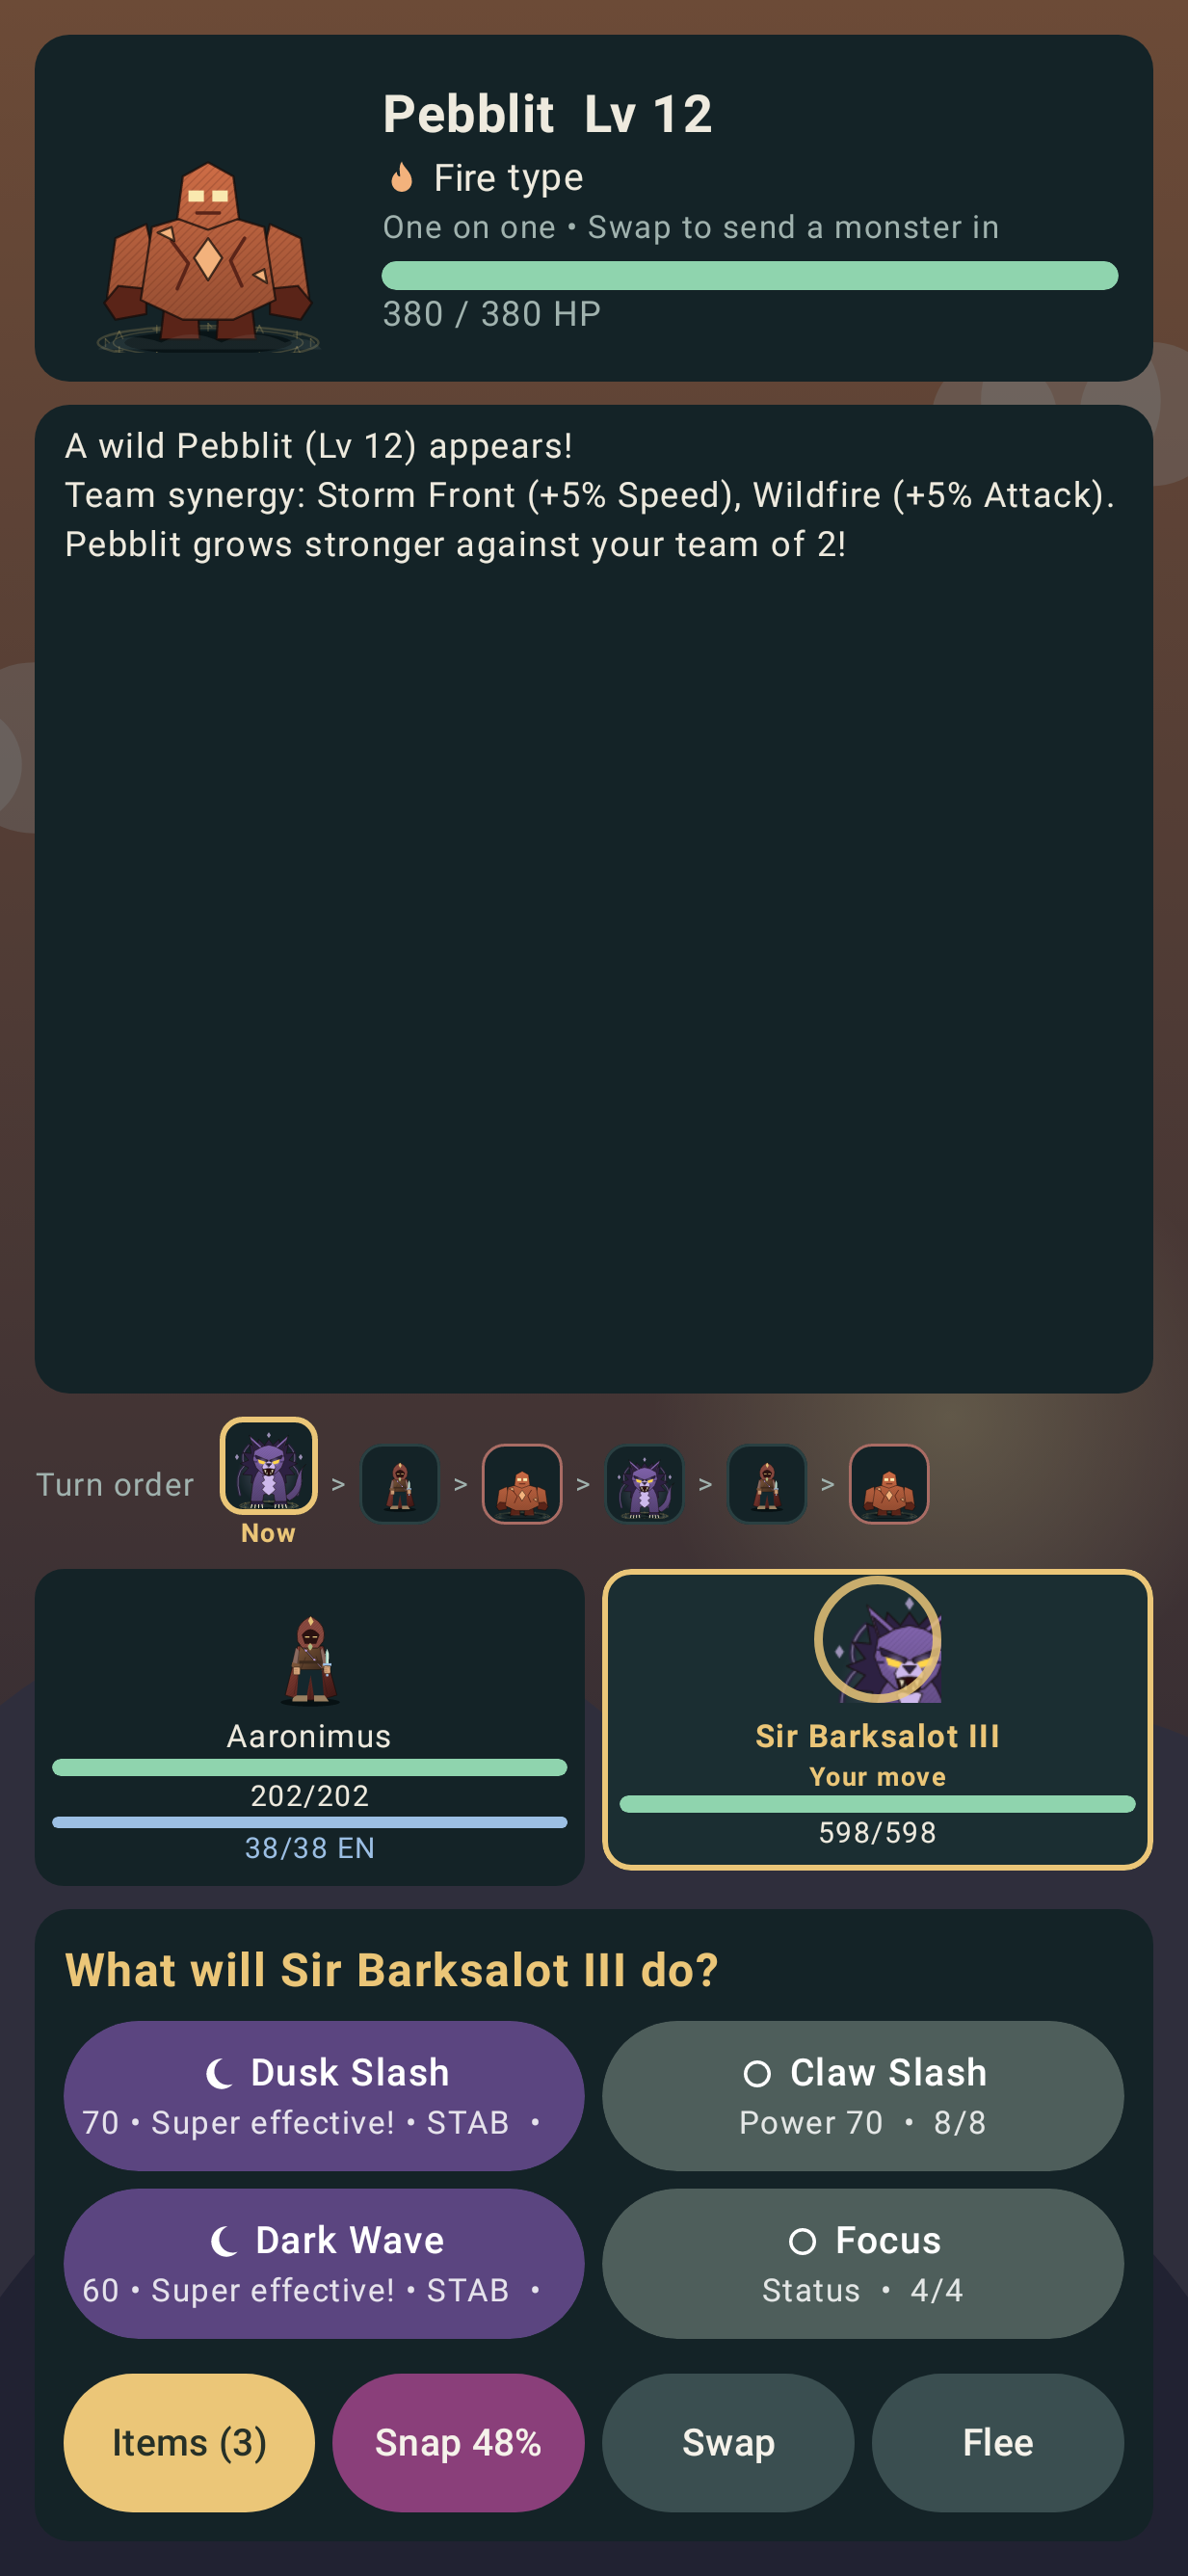 Pebblit Lv 12
Fire type
One on one • Swap to send a monster in
380 / 380 HP
A wild Pebblit (Lv 12) appears!
Team synergy: Storm Front (+5% Speed), Wildfire (+5% Attack).
Pebblit grows stronger against your team of 2!
Turn order > > > > >
Now
Aaronimus
202/202
38/38 EN
Sir Barksalot III
Your move
598/598
What will Sir Barksalot III do?
Dusk Slash
70 • Super effective! • STAB •
Claw Slash
Power 70 • 8/8
Dark Wave
60 • Super effective! • STAB •
Focus
Status • 4/4
Items (3)
Snap 48%
Swap
Flee